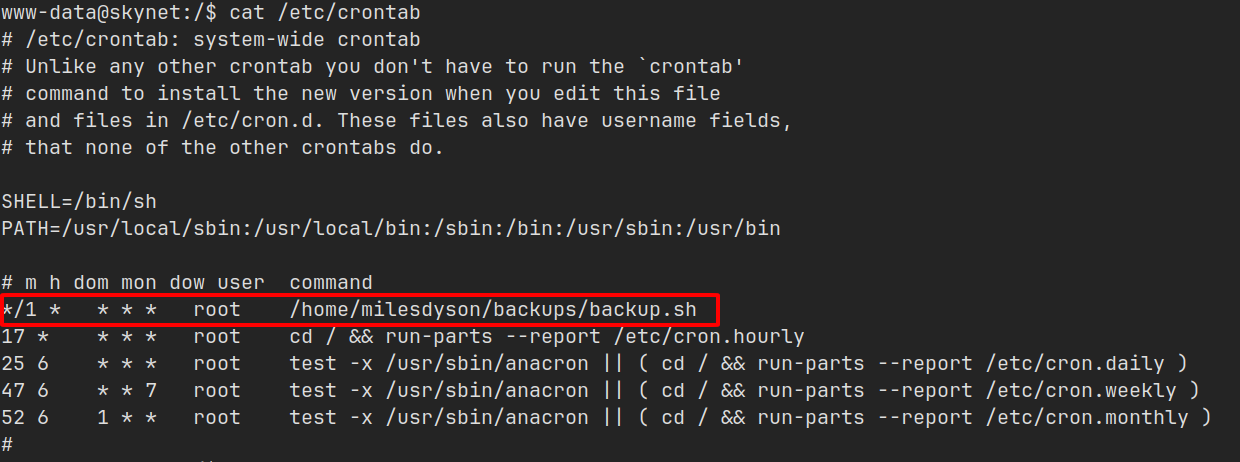 www-data@skynet:/$ cat /etc/crontab
# /etc/crontab: system-wide crontab
# Unlike any other crontab you don't have to run the `crontab'
# command to install the new version when you edit this file
# and files in /etc/cron.d. These files also have username fields,
# that none of the other crontabs do.
SHELL=/bin/sh
PATH=/usr/local/sbin:/usr/local/bin:/sbin:/bin:/usr/sbin:/usr/bin
# m h dom mon dow user  command
*/1 *   * * *   root    /home/milesdyson/backups/backup.sh
17 *    * * *   root    cd / && run-parts --report /etc/cron.hourly
25 6    * * *   root    test -x /usr/sbin/anacron || ( cd / && run-parts --report /etc/cron.daily )
47 6    * * 7   root    test -x /usr/sbin/anacron || ( cd / && run-parts --report /etc/cron.weekly )
52 6    1 * *   root    test -x /usr/sbin/anacron || ( cd / && run-parts --report /etc/cron.monthly )
#